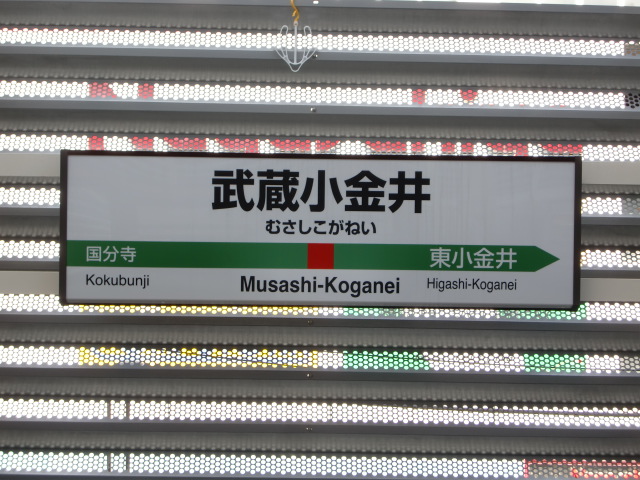 武蔵小金井
むさしこがねい
国分寺 東小金井
Kokubunji Musashi-Koganei Higashi-Koganei